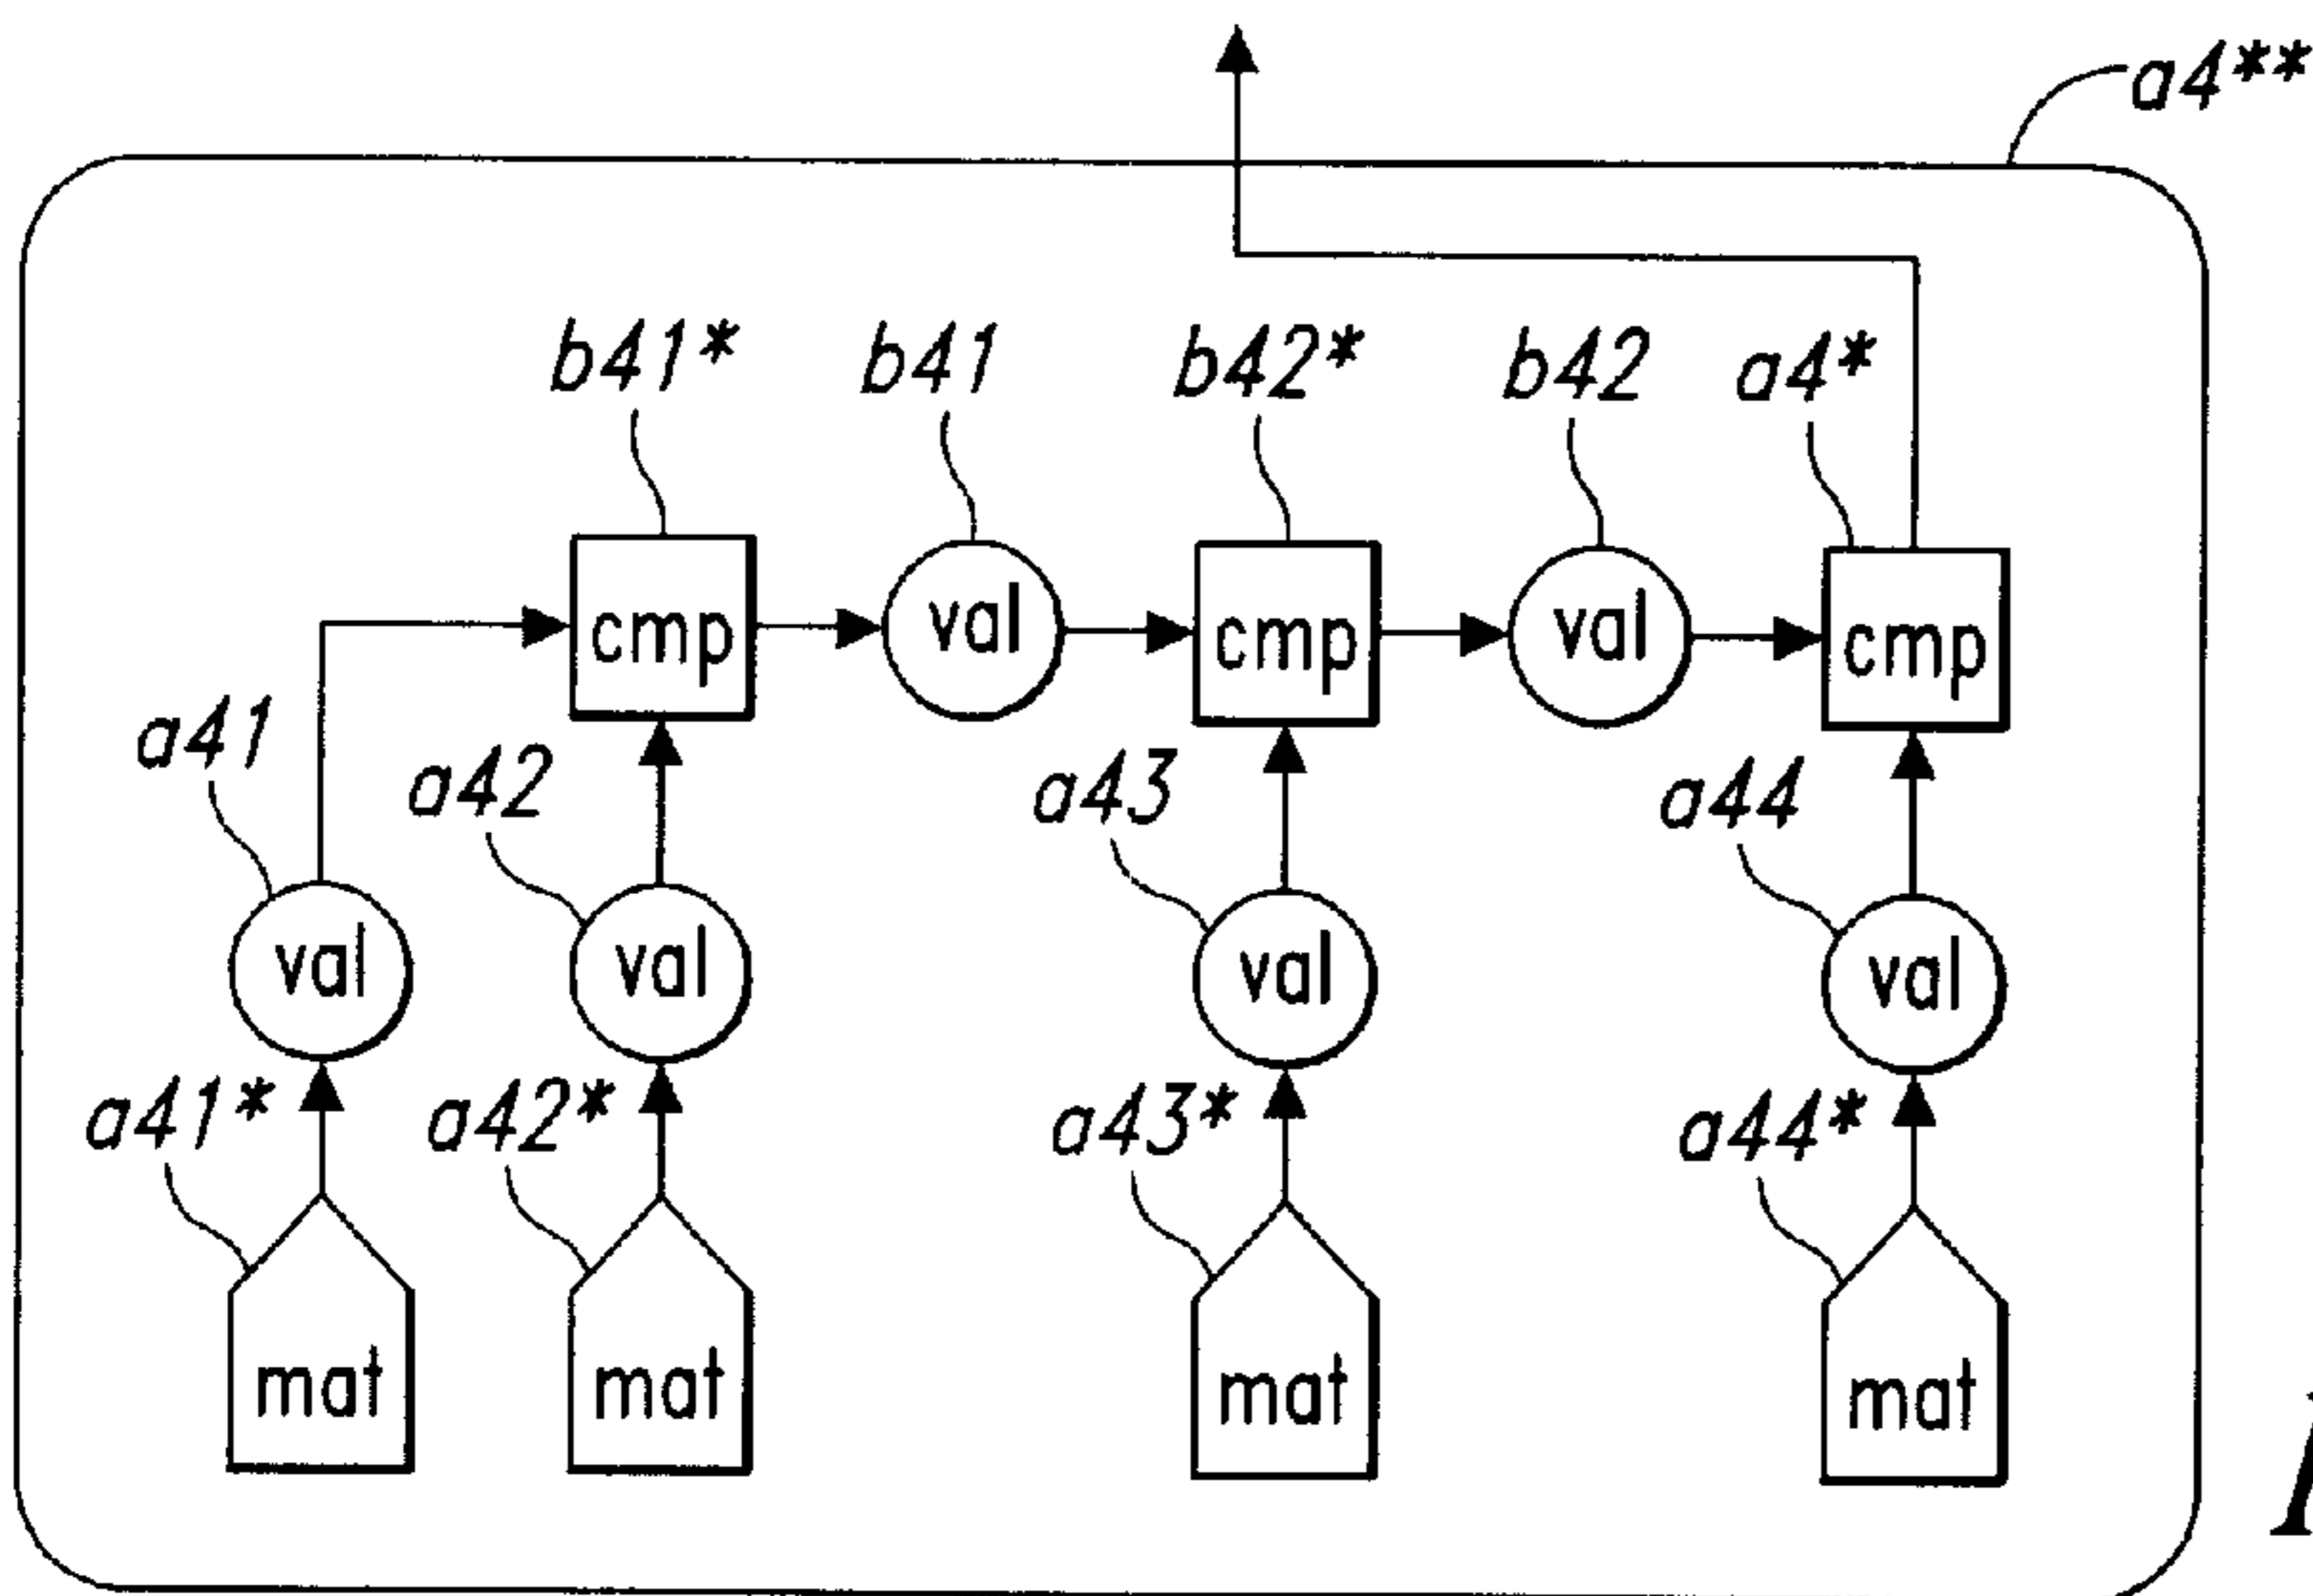 a4**
b41* b41 b42* b42 a4*
cmp val cmp val cmp
a41 a42 a43 a44
val val val val
a41* a42* a43* a44*
mat mat mat mat